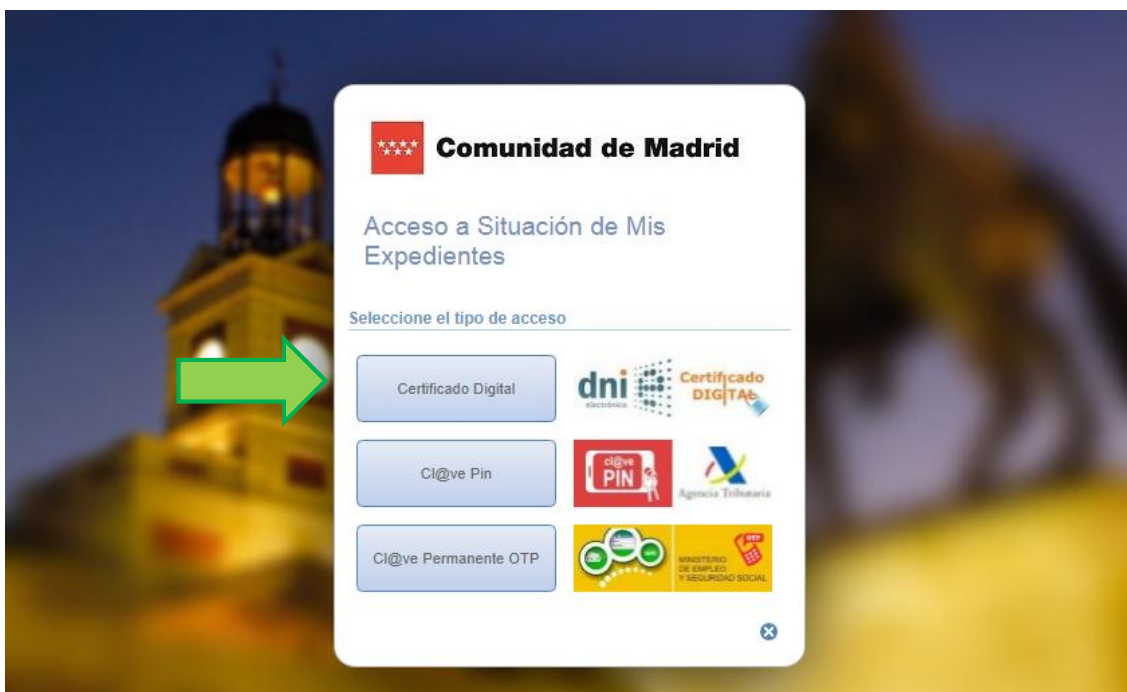 Comunidad de Madrid
Acceso a Situación de Mis
Expedientes
Seleccione el tipo de acceso
Certificado Digital
dni
electrónico
Certificado
DIGITAL
Cl@ve Pin
cl@ve
PIN
Agencia Tributaria
Cl@ve Permanente OTP
OTP
MINISTERIO
DE EMPLEO
Y SEGURIDAD SOCIAL